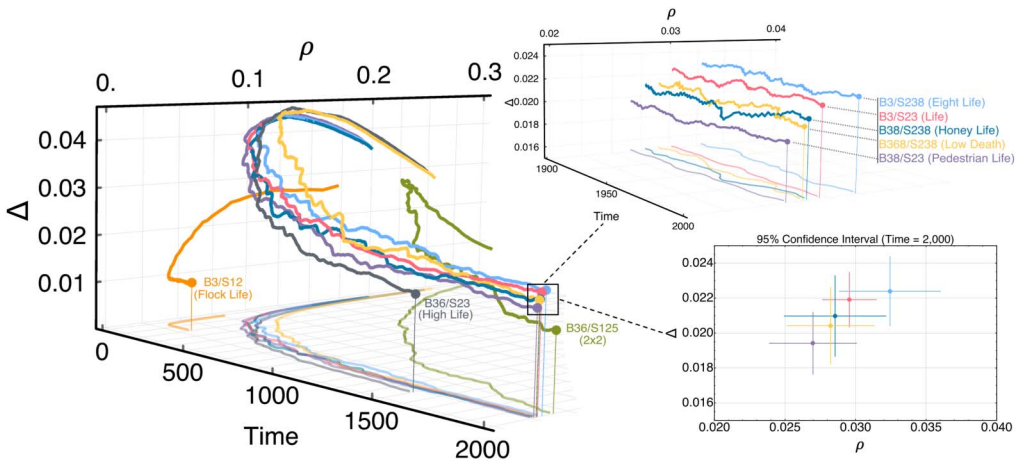 ρ
0.
0.1
0.2
0.3
Δ
0.04
0.03
0.02
0.01
B3/S12
(Flock Life)
B36/S23
(High Life)
B36/S125
(2x2)
0
500
1000
1500
2000
Time
ρ
0.02
0.03
0.04
Δ
0.024
0.022
0.020
0.018
0.016
1900
1950
2000
Time
B3/S238 (Eight Life)
B3/S23 (Life)
B38/S238 (Honey Life)
B368/S238 (Low Death)
B38/S23 (Pedestrian Life)
95% Confidence Interval (Time = 2,000)
Δ
0.024
0.022
0.020
0.018
0.016
0.020
0.025
0.030
0.035
0.040
ρ